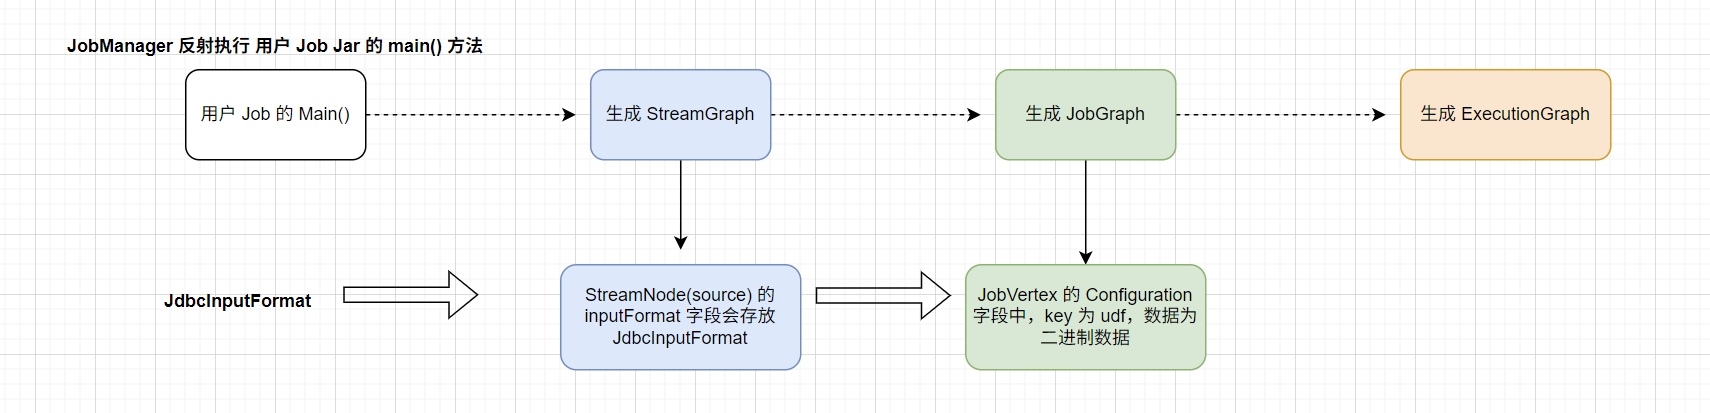 JobManager 反射执行 用户 Job Jar 的 main() 方法
用户 Job 的 Main()
生成 StreamGraph
生成 JobGraph
生成 ExecutionGraph
JdbcInputFormat
StreamNode(source) 的
inputFormat 字段会存放
JdbcInputFormat
JobVertex 的 Configuration
字段中，key 为 udf，数据为
二进制数据